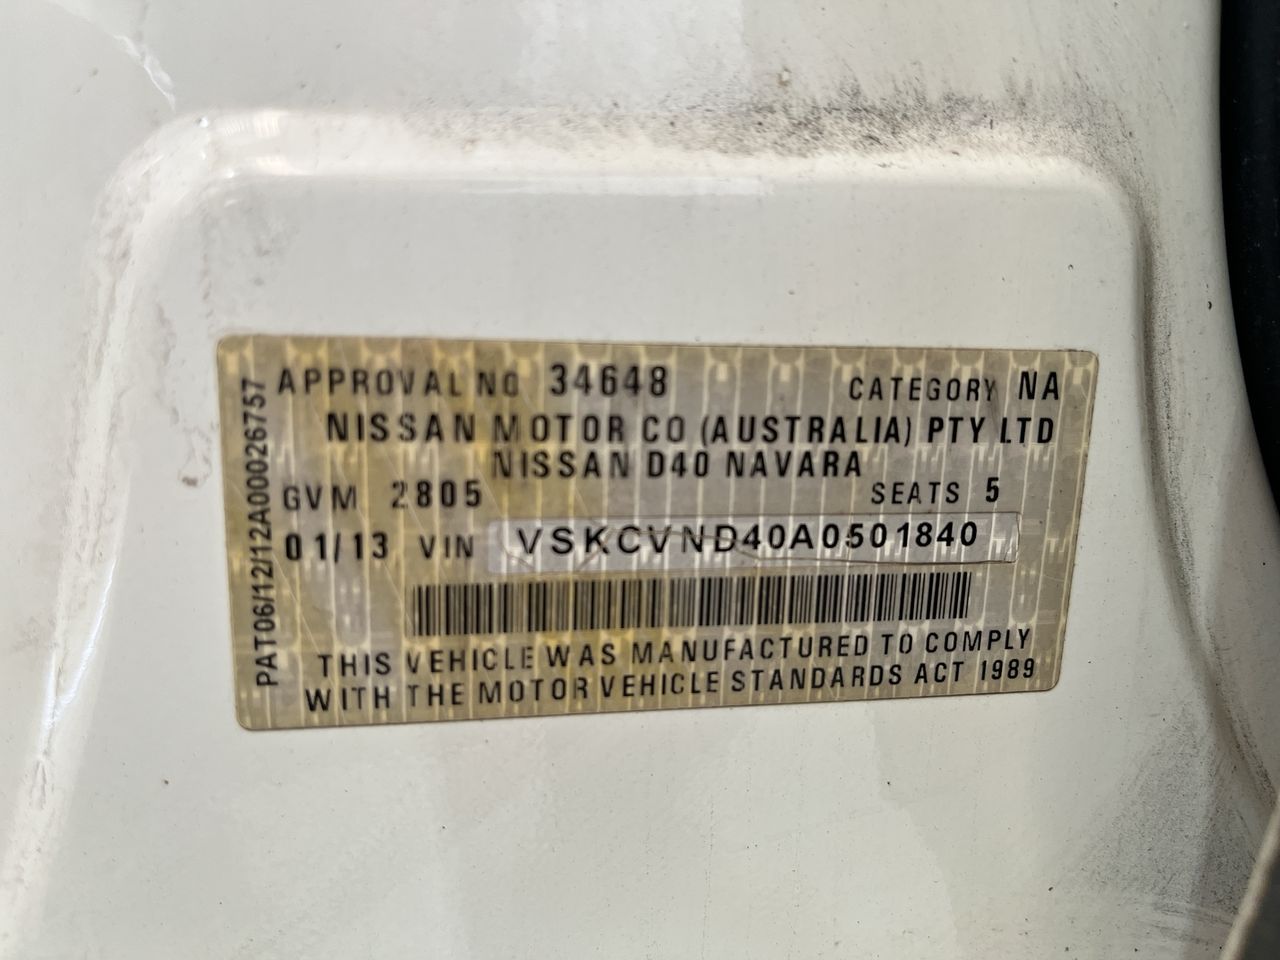 APPROVAL NO 34648 CATEGORY NA
NISSAN MOTOR CO (AUSTRALIA) PTY LTD
NISSAN D40 NAVARA
GVM 2805 SEATS 5
01/13 VIN VSKCVND40A0501840
THIS VEHICLE WAS MANUFACTURED TO COMPLY
WITH THE MOTOR VEHICLE STANDARDS ACT 1989
PAT06/12/12A00026757